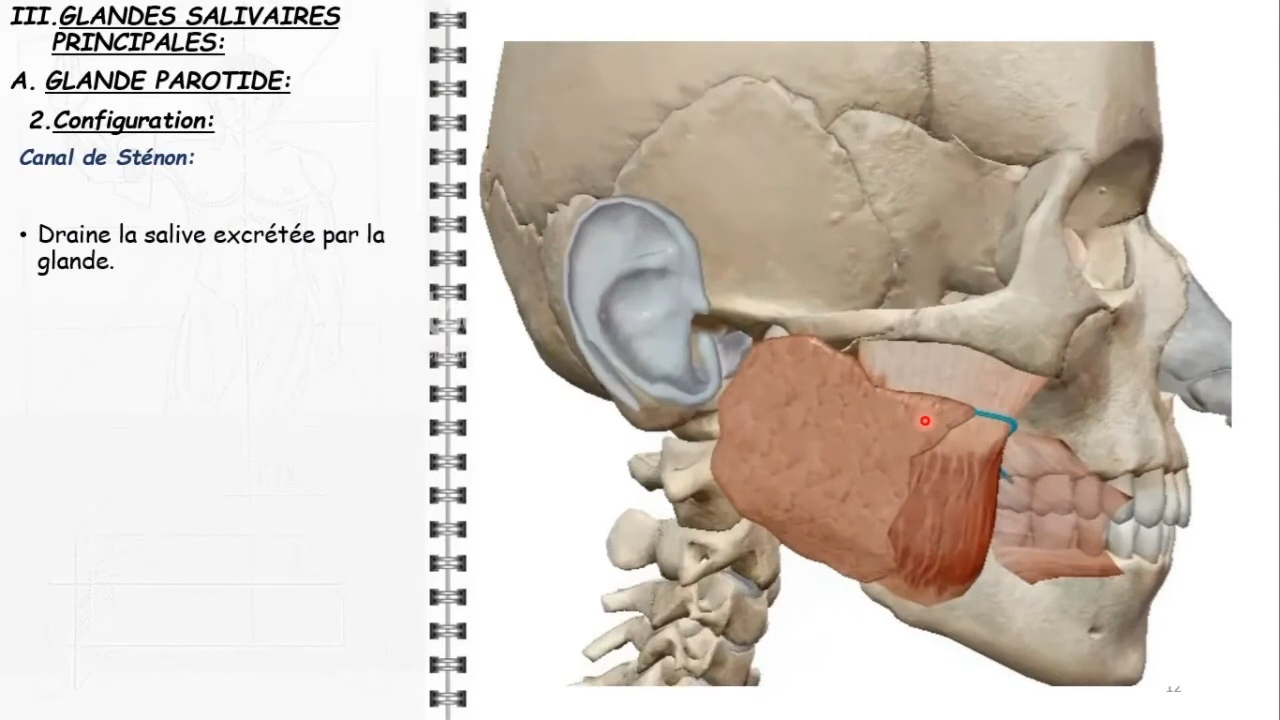 III.GLANDES SALIVAIRES
PRINCIPALES:
A. GLANDE PAROTIDE:
2.Configuration:
Canal de Sténon:
• Draine la salive excrétée par la
glande.
12